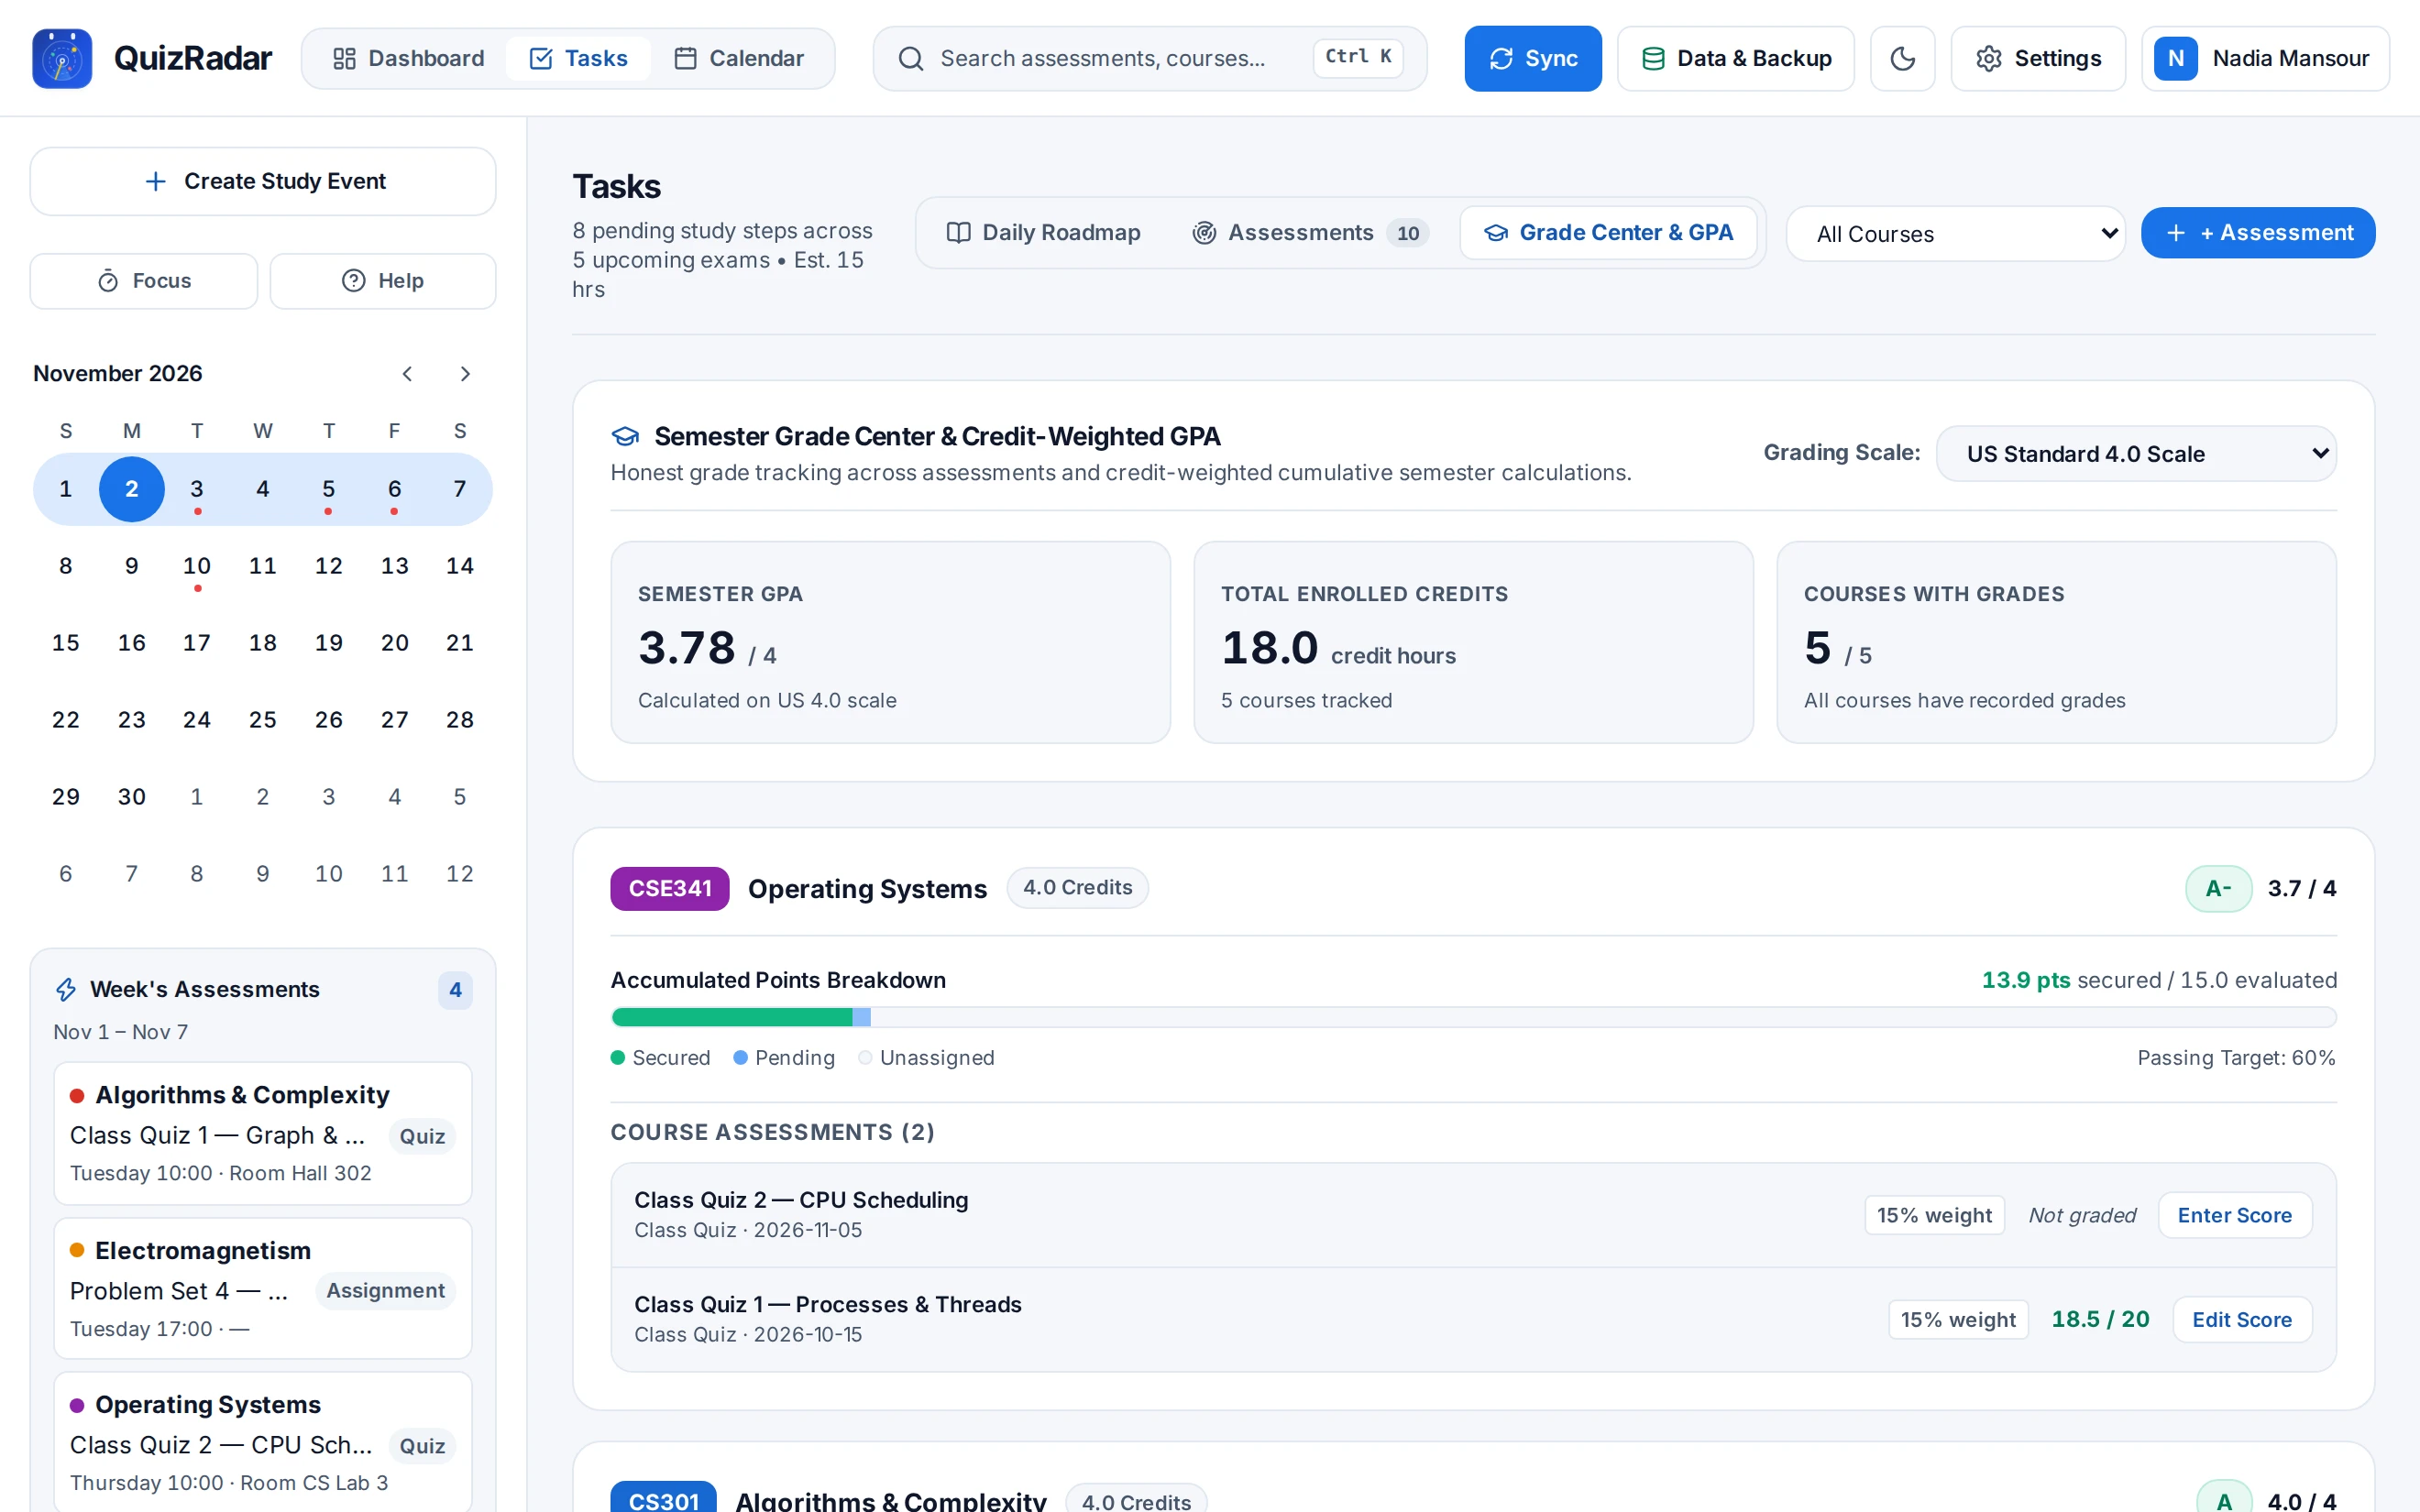 QuizRadar
Dashboard
Tasks
Calendar
Search assessments, courses...
Ctrl K
Sync
Data & Backup
Settings
N
Nadia Mansour
Create Study Event
Focus
Help
November 2026
S M T W T F S
1 2 3 4 5 6 7
8 9 10 11 12 13 14
15 16 17 18 19 20 21
22 23 24 25 26 27 28
29 30 1 2 3 4 5
6 7 8 9 10 11 12
Week's Assessments
4
Nov 1 – Nov 7
Algorithms & Complexity
Class Quiz 1 — Graph & ...
Quiz
Tuesday 10:00 · Room Hall 302
Electromagnetism
Problem Set 4 — ...
Assignment
Tuesday 17:00 · —
Operating Systems
Class Quiz 2 — CPU Sch...
Quiz
Thursday 10:00 · Room CS Lab 3
Tasks
8 pending study steps across
5 upcoming exams • Est. 15
hrs
Daily Roadmap
Assessments
10
Grade Center & GPA
All Courses
+ Assessment
Semester Grade Center & Credit-Weighted GPA
Honest grade tracking across assessments and credit-weighted cumulative semester calculations.
Grading Scale:
US Standard 4.0 Scale
SEMESTER GPA
3.78 / 4
Calculated on US 4.0 scale
TOTAL ENROLLED CREDITS
18.0 credit hours
5 courses tracked
COURSES WITH GRADES
5 / 5
All courses have recorded grades
CSE341
Operating Systems
4.0 Credits
A-
3.7 / 4
Accumulated Points Breakdown
13.9 pts secured / 15.0 evaluated
Secured
Pending
Unassigned
Passing Target: 60%
COURSE ASSESSMENTS (2)
Class Quiz 2 — CPU Scheduling
Class Quiz · 2026-11-05
15% weight
Not graded
Enter Score
Class Quiz 1 — Processes & Threads
Class Quiz · 2026-10-15
15% weight
18.5 / 20
Edit Score
CS301
Algorithms & Complexity
4.0 Credits
A
4.0 / 4